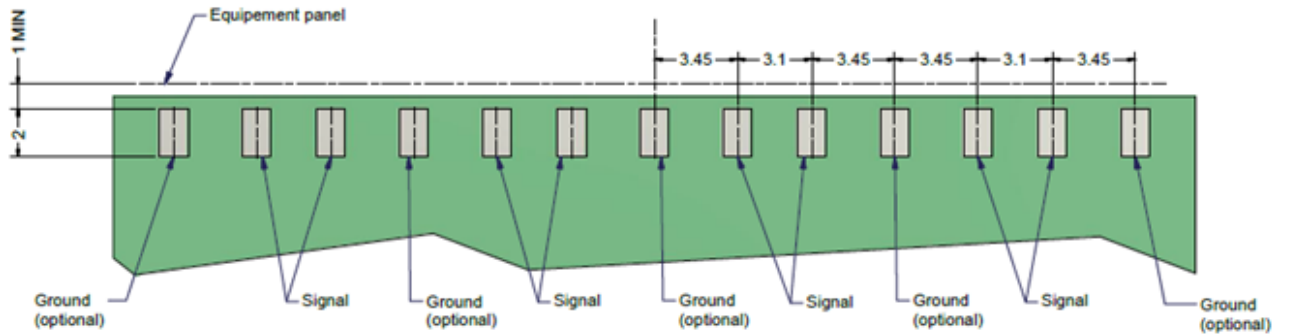 Equipement panel
1 MIN
2
3.45
3.1
3.45
3.45
3.1
3.45
Ground
(optional)
Signal
Ground
(optional)
Signal
Ground
(optional)
Signal
Ground
(optional)
Signal
Ground
(optional)